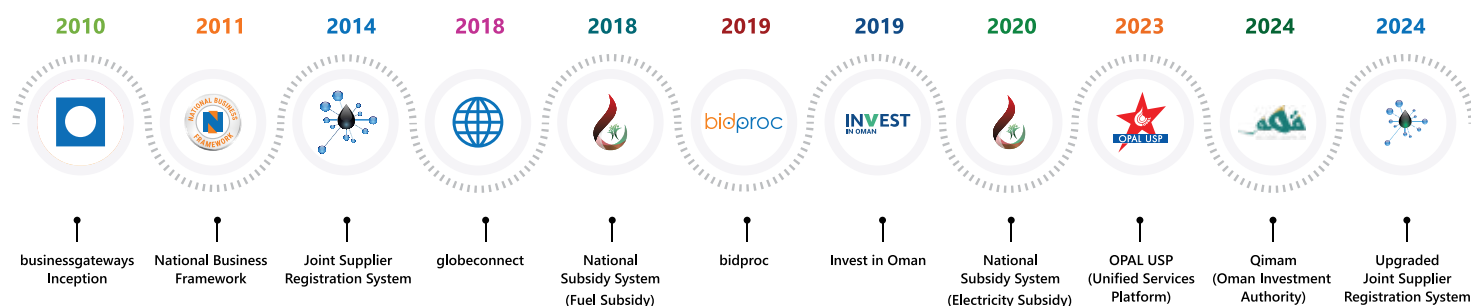 2010
2011
2014
2018
2018
2019
2019
2020
2023
2024
2024
NATIONAL BUSINESS
N
FRAMEWORK
bidproc
INVEST
IN OMAN
OPAL USP
businessgateways
Inception
National Business
Framework
Joint Supplier
Registration System
globeconnect
National
Subsidy System
(Fuel Subsidy)
bidproc
Invest in Oman
National
Subsidy System
(Electricity Subsidy)
OPAL USP
(Unified Services
Platform)
Qimam
(Oman Investment
Authority)
Upgraded
Joint Supplier
Registration System